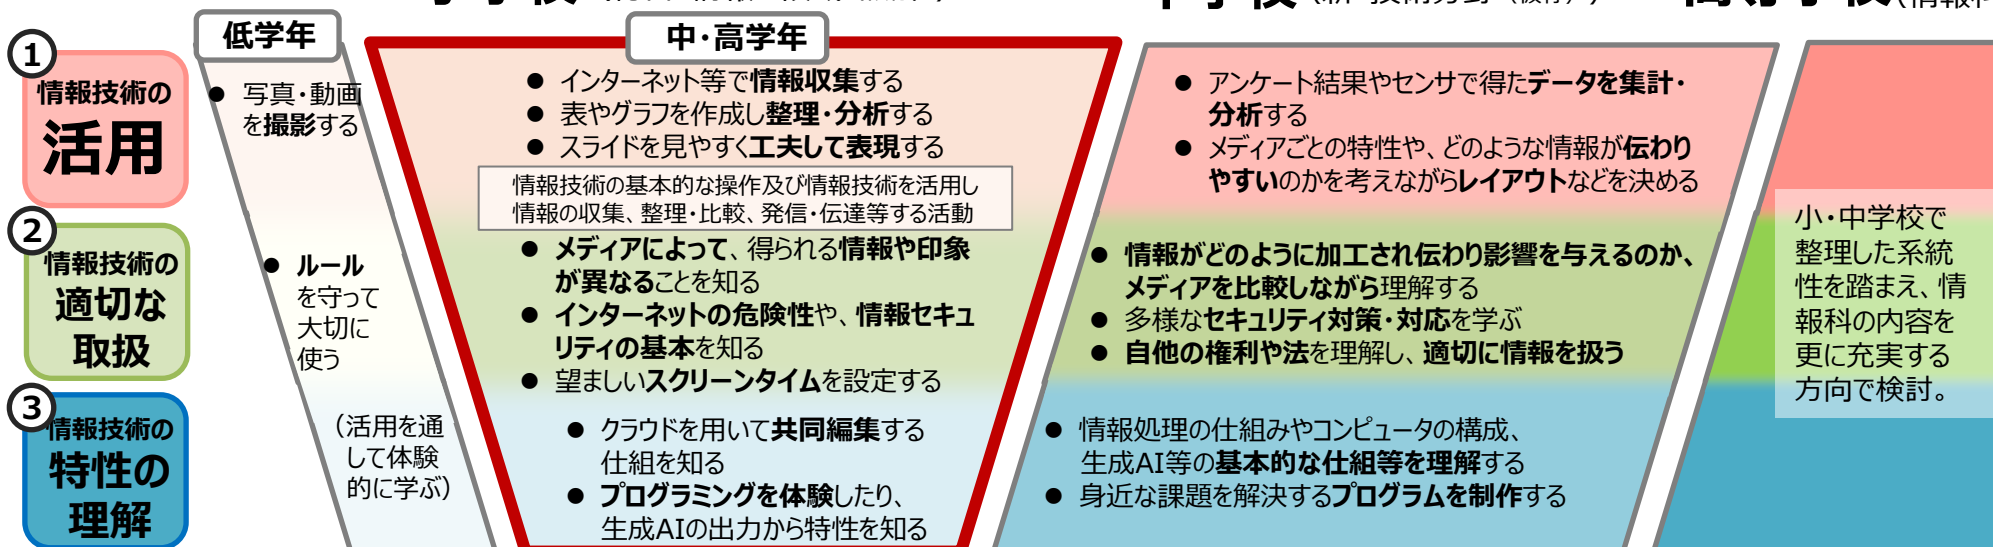 低学年
中・高学年
①
情報技術の
活用
● 写真・動画
を撮影する
● インターネット等で情報収集する
● 表やグラフを作成し整理・分析する
● スライドを見やすく工夫して表現する
情報技術の基本的な操作及び情報技術を活用し
情報の収集、整理・比較、発信・伝達等する活動
● アンケート結果やセンサで得たデータを集計・
分析する
● メディアごとの特性や、どのような情報が伝わり
やすいのかを考えながらレイアウトなどを決める
②
情報技術の
適切な
取扱
● ルール
を守って
大切に
使う
● メディアによって、得られる情報や印象
が異なることを知る
● インターネットの危険性や、情報セキュ
リティの基本を知る
● 望ましいスクリーンタイムを設定する
● 情報がどのように加工され伝わり影響を与えるのか、
メディアを比較しながら理解する
● 多様なセキュリティ対策・対応を学ぶ
● 自他の権利や法を理解し、適切に情報を扱う
小・中学校で
整理した系統
性を踏まえ、情
報科の内容を
更に充実する
方向で検討。
③
情報技術の
特性の
理解
（活用を通
して体験
的に学ぶ）
● クラウドを用いて共同編集する
仕組を知る
● プログラミングを体験したり、
生成AIの出力から特性を知る
● 情報処理の仕組みやコンピュータの構成、
生成AI等の基本的な仕組等を理解する
● 身近な課題を解決するプログラムを制作する